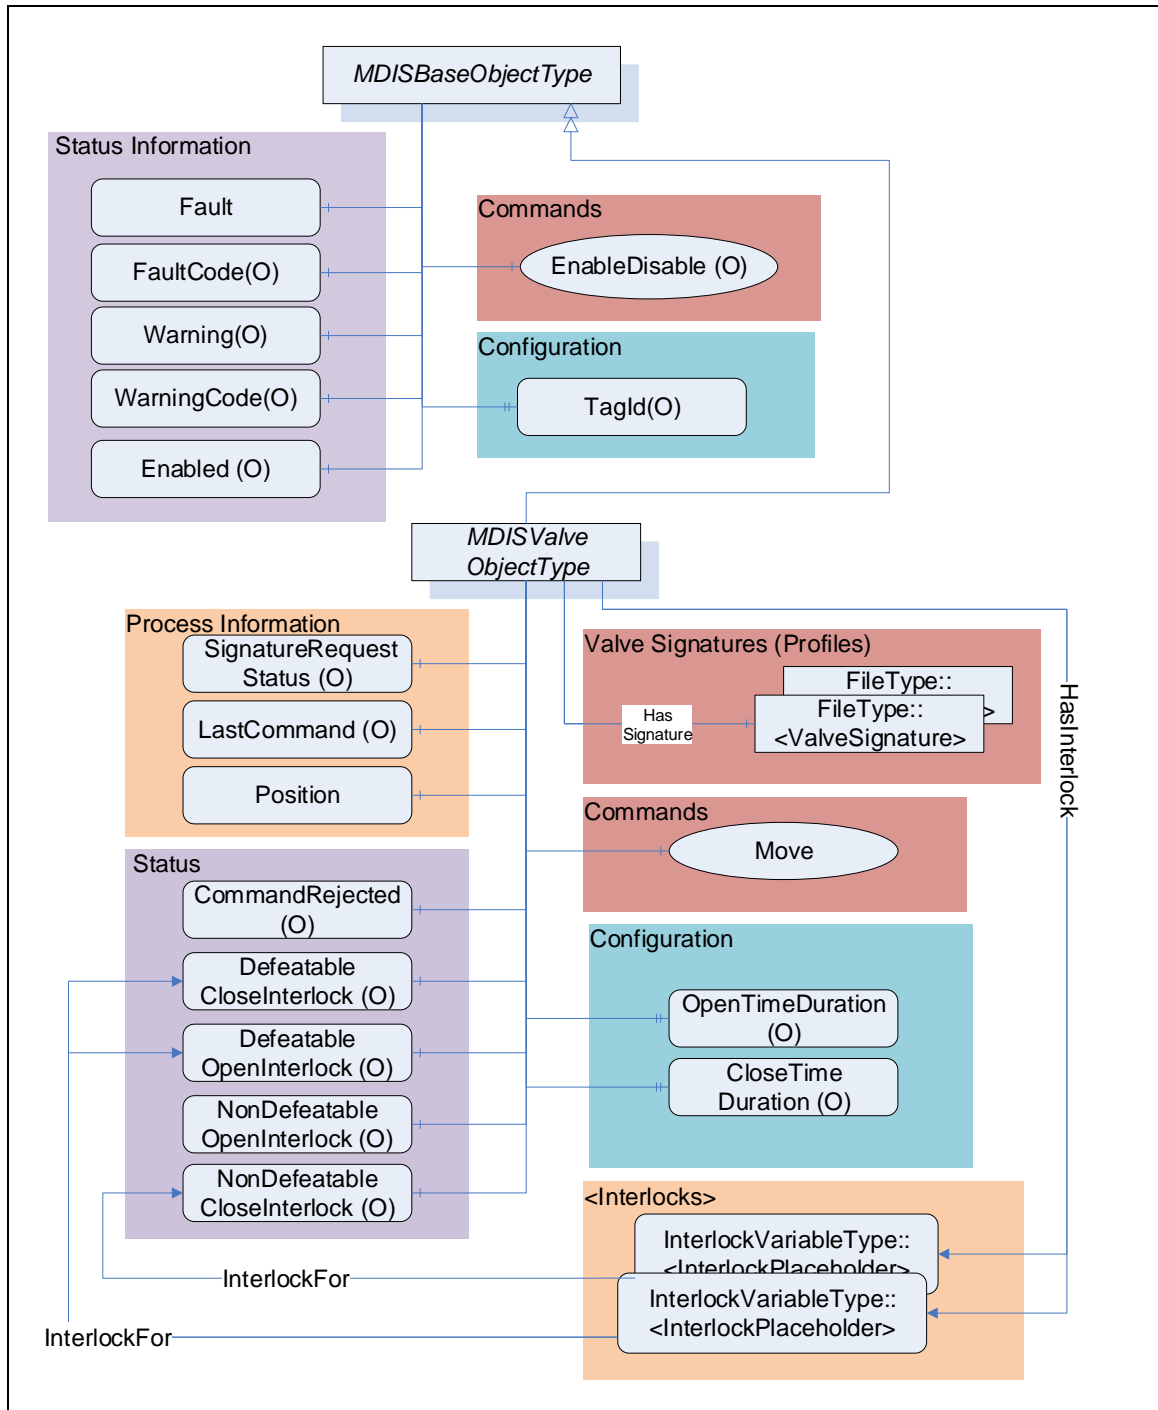 MDISBaseObjectType
Status Information
Fault
FaultCode(O)
Warning(O)
WarningCode(O)
Enabled (O)
Commands
EnableDisable (O)
Configuration
TagId(O)
MDISValve
ObjectType
Process Information
SignatureRequest
Status (O)
LastCommand (O)
Position
Valve Signatures (Profiles)
FileType::
>
FileType::
<ValveSignature>
Has
Signature
HasInterlock
Commands
Move
Status
CommandRejected
(O)
Defeatable
CloseInterlock (O)
Defeatable
OpenInterlock (O)
NonDefeatable
OpenInterlock (O)
NonDefeatable
CloseInterlock (O)
Configuration
OpenTimeDuration
(O)
CloseTime
Duration (O)
<Interlocks>
InterlockVariableType::
<InterlockPlaceholder>
InterlockVariableType::
<InterlockPlaceholder>
InterlockFor
InterlockFor